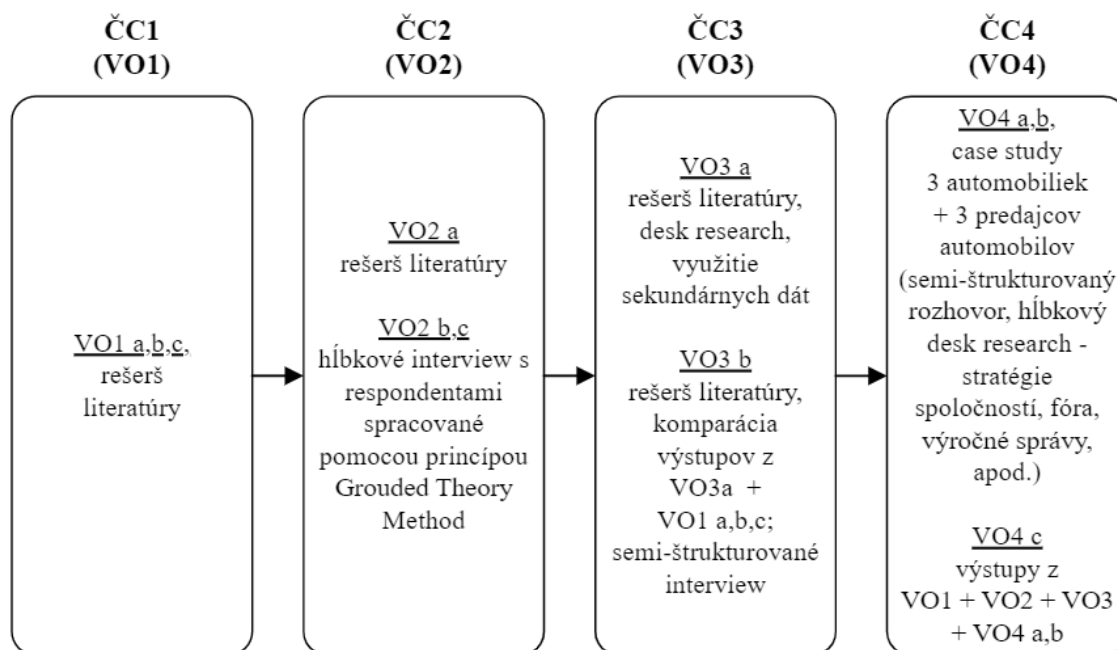 ČC1
(VO1)
ČC2
(VO2)
ČC3
(VO3)
ČC4
(VO4)
VO1 a,b,c,
rešerš
literatúry
VO2 a
rešerš literatúry
VO2 b,c
hĺbkové interview s
respondentami
spracované
pomocou princípou
Grouded Theory
Method
VO3 a
rešerš literatúry,
desk research,
využitie
sekundárnych dát
VO3 b
rešerš literatúry,
komparácia
výstupov z
VO3a +
VO1 a,b,c;
semi-štrukturované
interview
VO4 a,b,
case study
3 automobiliek
+ 3 predajcov
automobilov
(semi-štrukturovaný
rozhovor, hĺbkový
desk research -
stratégie
spoločností, fóra,
výročné správy,
apod.)
VO4 c
výstupy z
VO1 + VO2 + VO3
+ VO4 a,b